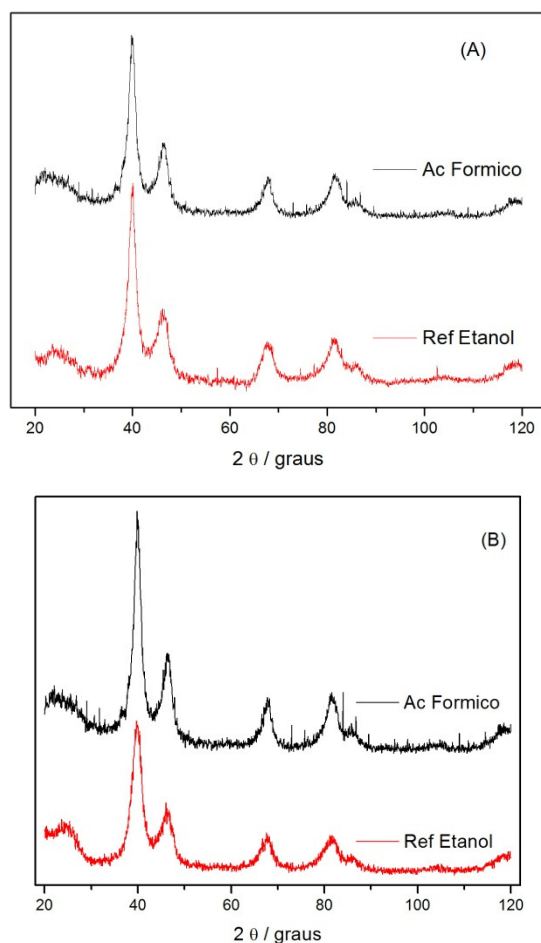 (A)
Ac Formico
Ref Etanol
20 40 60 80 100 120
2 θ / graus
(B)
Ac Formico
Ref Etanol
20 40 60 80 100 120
2 θ / graus